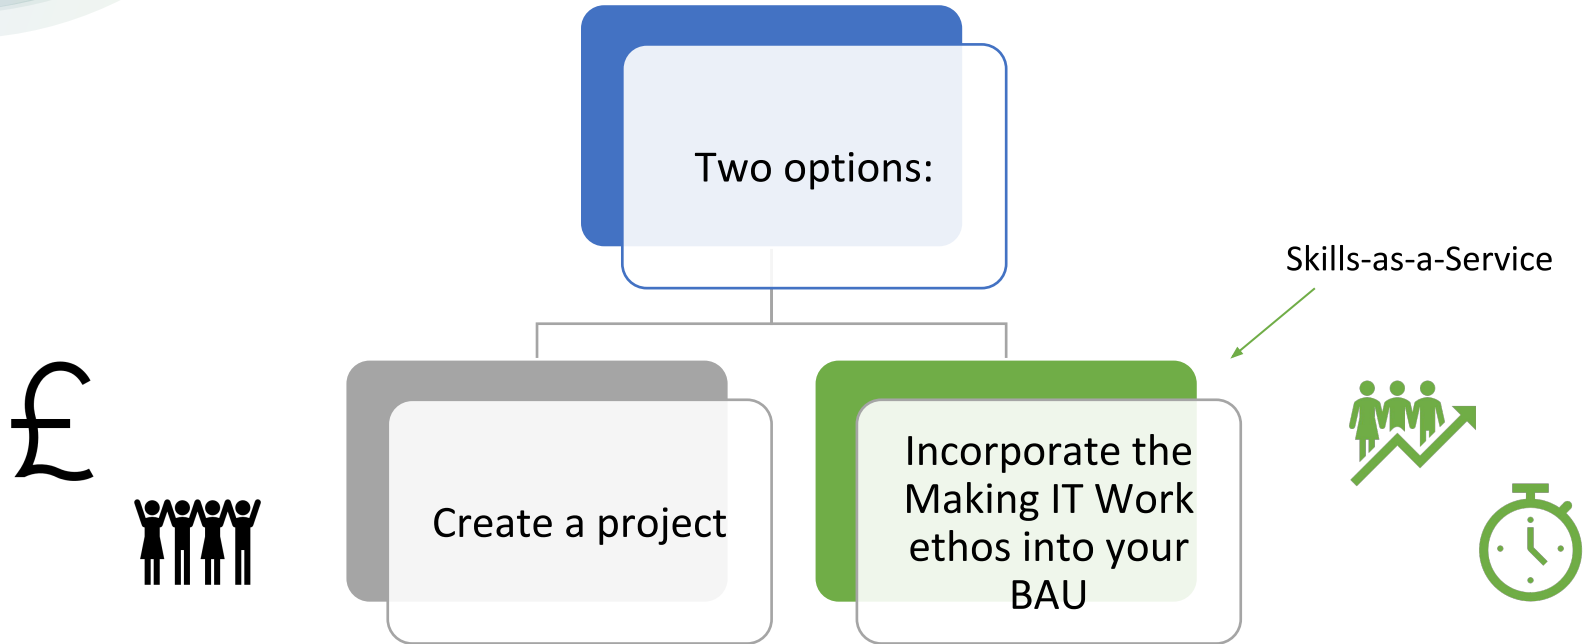 Two options:
Skills-as-a-Service
£
Create a project
Incorporate the
Making IT Work
ethos into your
BAU